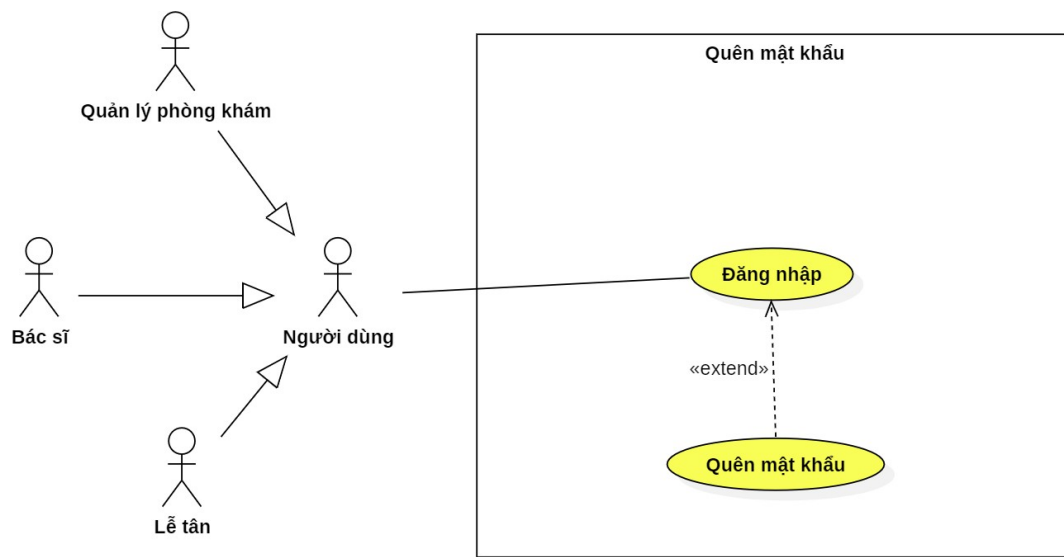 Quên mật khẩu
Quản lý phòng khám
Đăng nhập
Bác sĩ
Người dùng
«extend»
Quên mật khẩu
Lễ tân